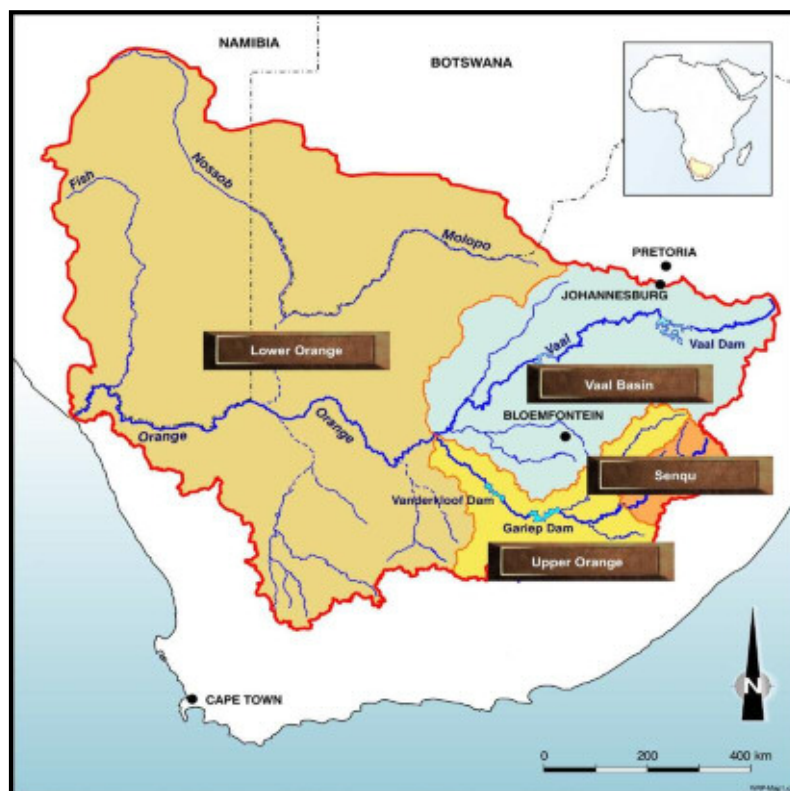 NAMIBIA
BOTSWANA
Fish
Nossob
Molopo
PRETORIA
JOHANNESBURG
Lower Orange
Vaal
Vaal Dam
Vaal Basin
BLOEMFONTEIN
Orange
Orange
Senqu
Vanderkloof Dam
Gariep Dam
Upper Orange
N
CAPE TOWN
0 200 400 km